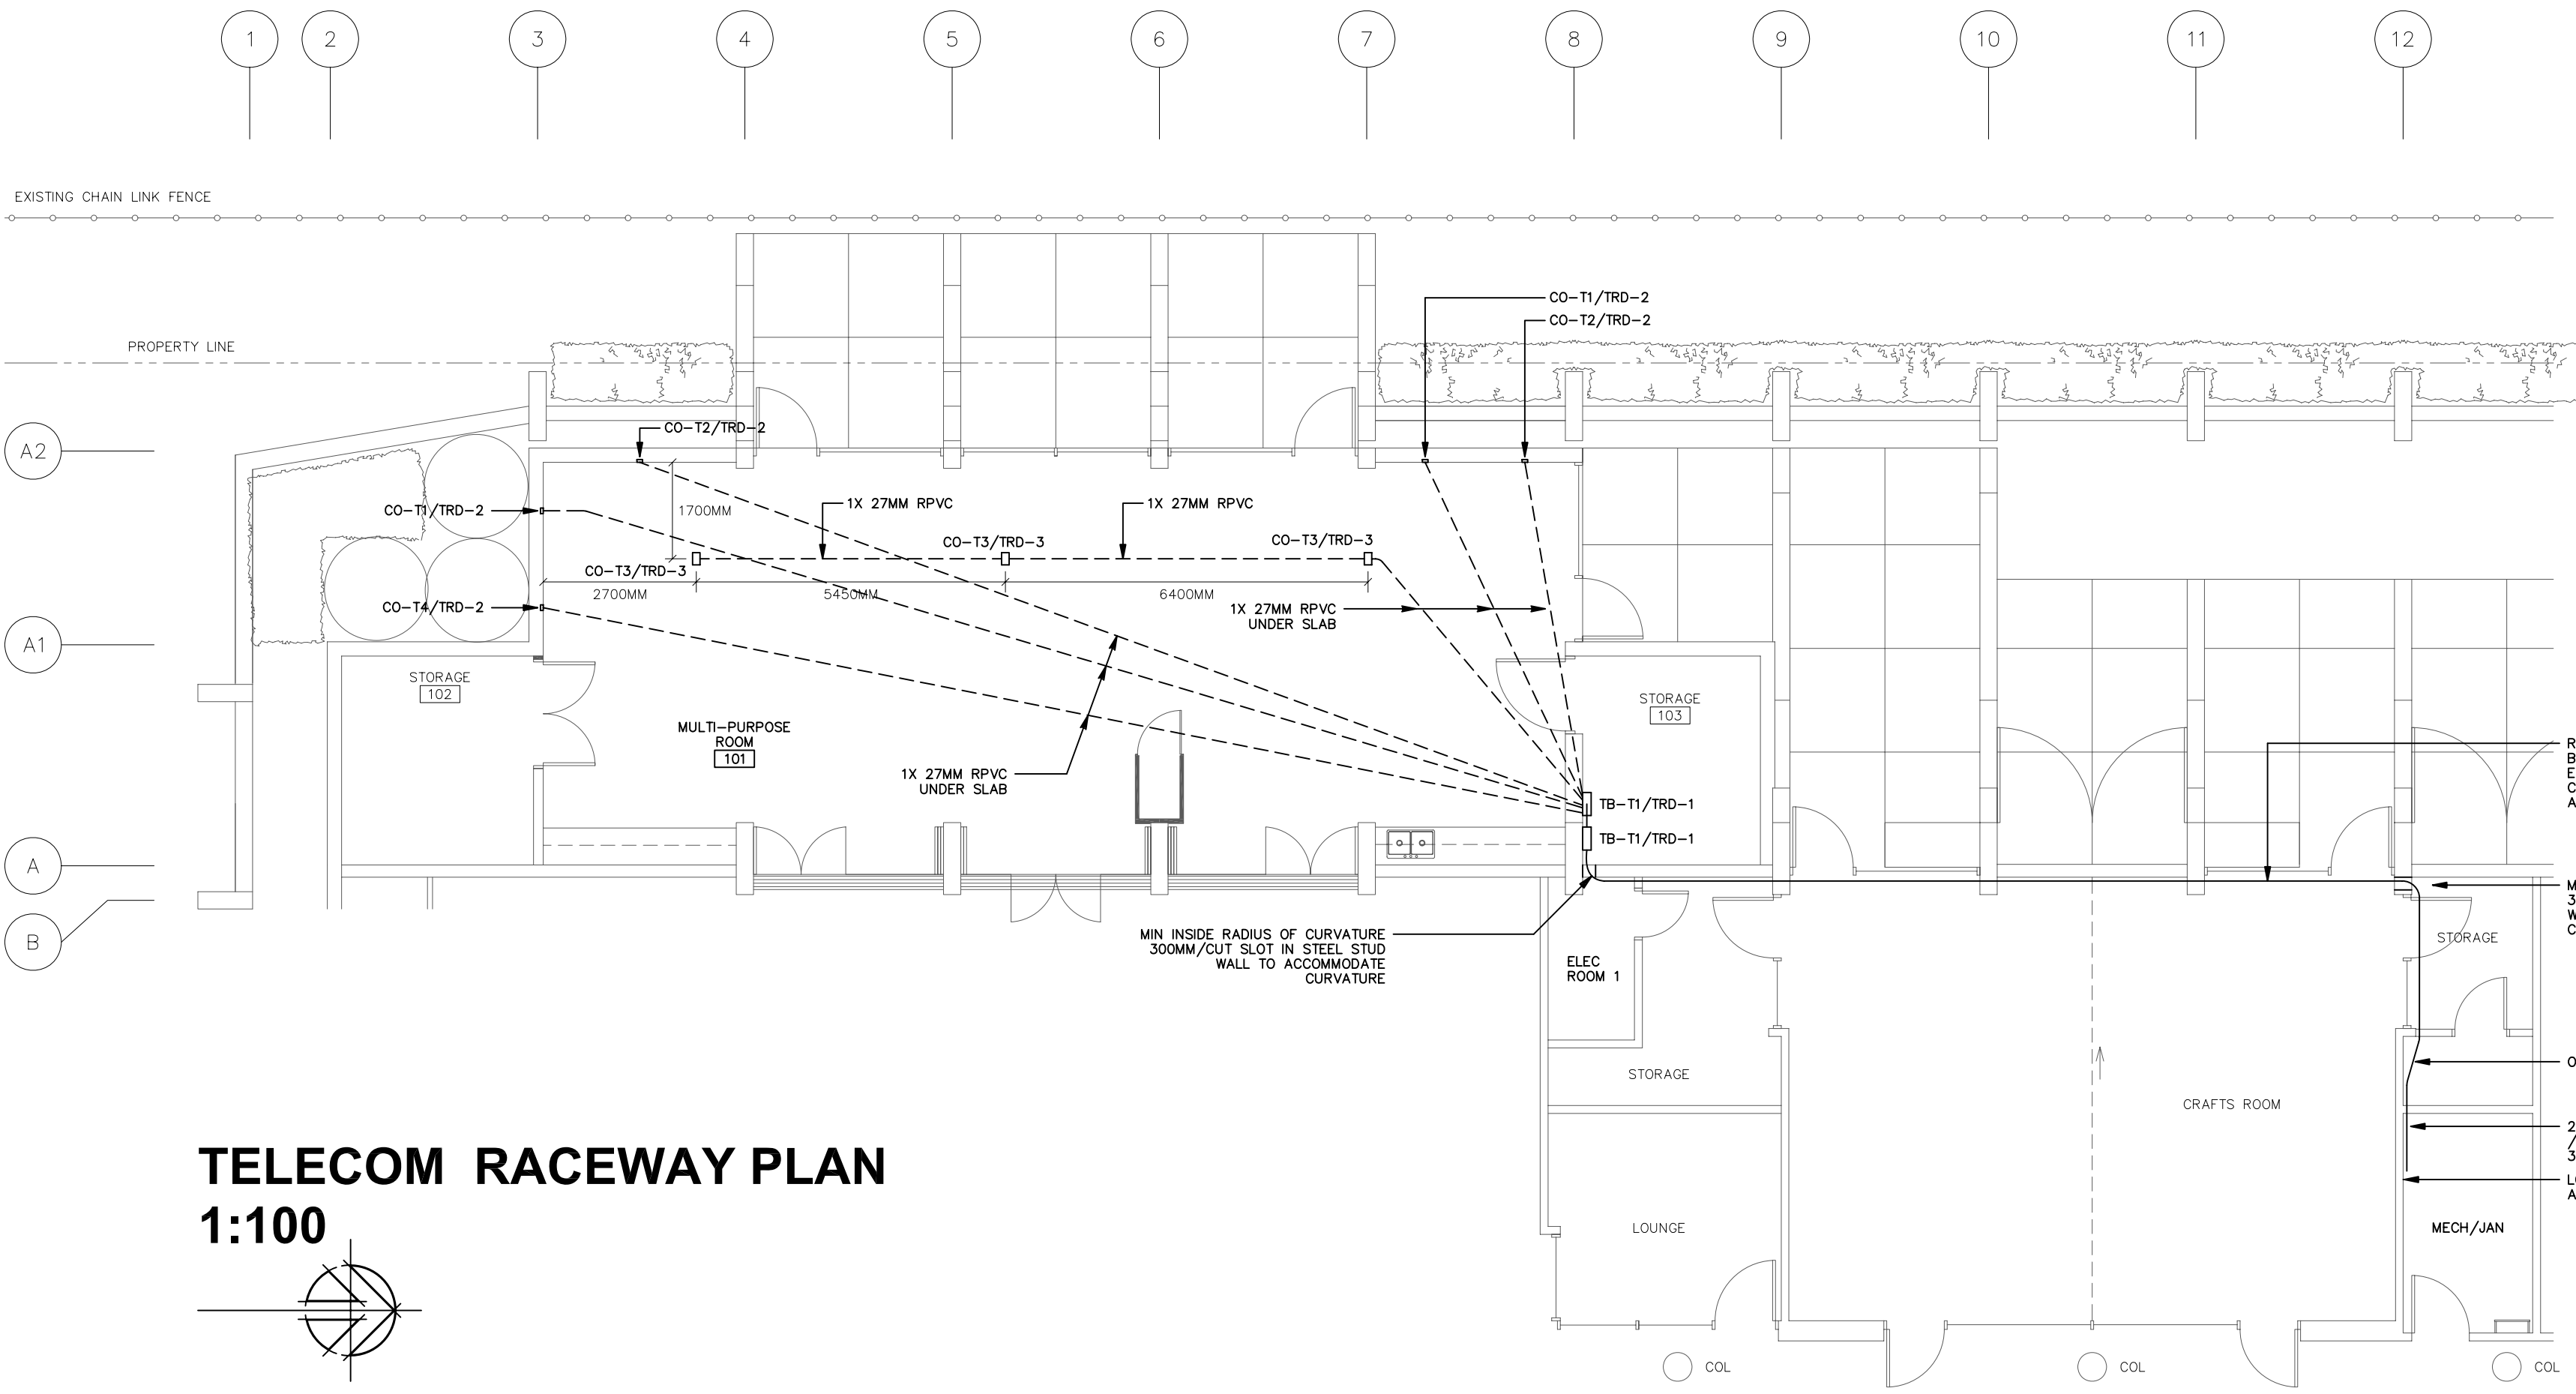 1
2
3
4
5
6
7
8
9
10
11
12
EXISTING CHAIN LINK FENCE
PROPERTY LINE
CO-T1/TRD-2
CO-T2/TRD-2
CO-T2/TRD-2
A2
CO-T1/TRD-2
1700MM
1X 27MM RPVC
1X 27MM RPVC
CO-T3/TRD-3
CO-T3/TRD-3
CO-T3/TRD-3
2700MM
5450MM
6400MM
CO-T4/TRD-2
1X 27MM RPVC
UNDER SLAB
A1
STORAGE
102
STORAGE
103
MULTI-PURPOSE
ROOM
101
1X 27MM RPVC
UNDER SLAB
TB-T1/TRD-1
TB-T1/TRD-1
R
B
E
C
A
A
M
3
W
C
B
MIN INSIDE RADIUS OF CURVATURE
300MM/CUT SLOT IN STEEL STUD
WALL TO ACCOMMODATE
CURVATURE
STORAGE
ELEC
ROOM 1
O
STORAGE
CRAFTS ROOM
2
/
3
L
A
TELECOM RACEWAY PLAN
1:100
LOUNGE
MECH/JAN
COL
COL
COL